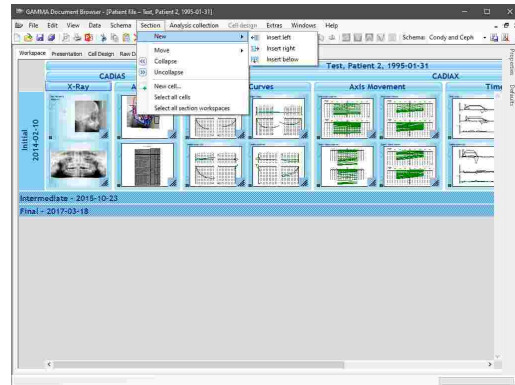 GAMMA Document Browser - [Patient File - Test, Patient 2, 1995-01-31]
File Edit View Data Schema Section Analysis collection Cell design Extras Windows Help
New
Insert left
Schema: Condy and Ceph
Insert right
Workspace Presentation Cell Design Raw D
Move
Insert below
Collapse
Uncollapse
New cell...
Select all cells
Select all section workspaces
Test, Patient 2, 1995-01-31
CADIAS
CADIAX
X-Ray
A
Curves
Axis Movement
Time
Initial
2014-02-10
Intermediate - 2015-10-23
Final - 2017-03-18
Properties
Defaults